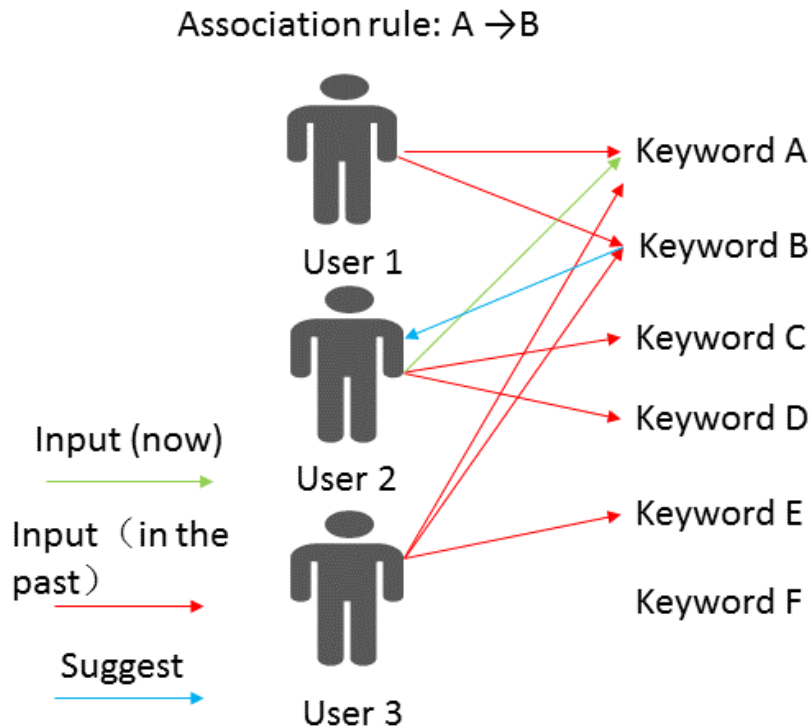 Association rule: A →B
Keyword A
User 1
Keyword B
Keyword C
Keyword D
User 2
Keyword E
Keyword F
User 3
Input (now)
Input（in the
past）
Suggest